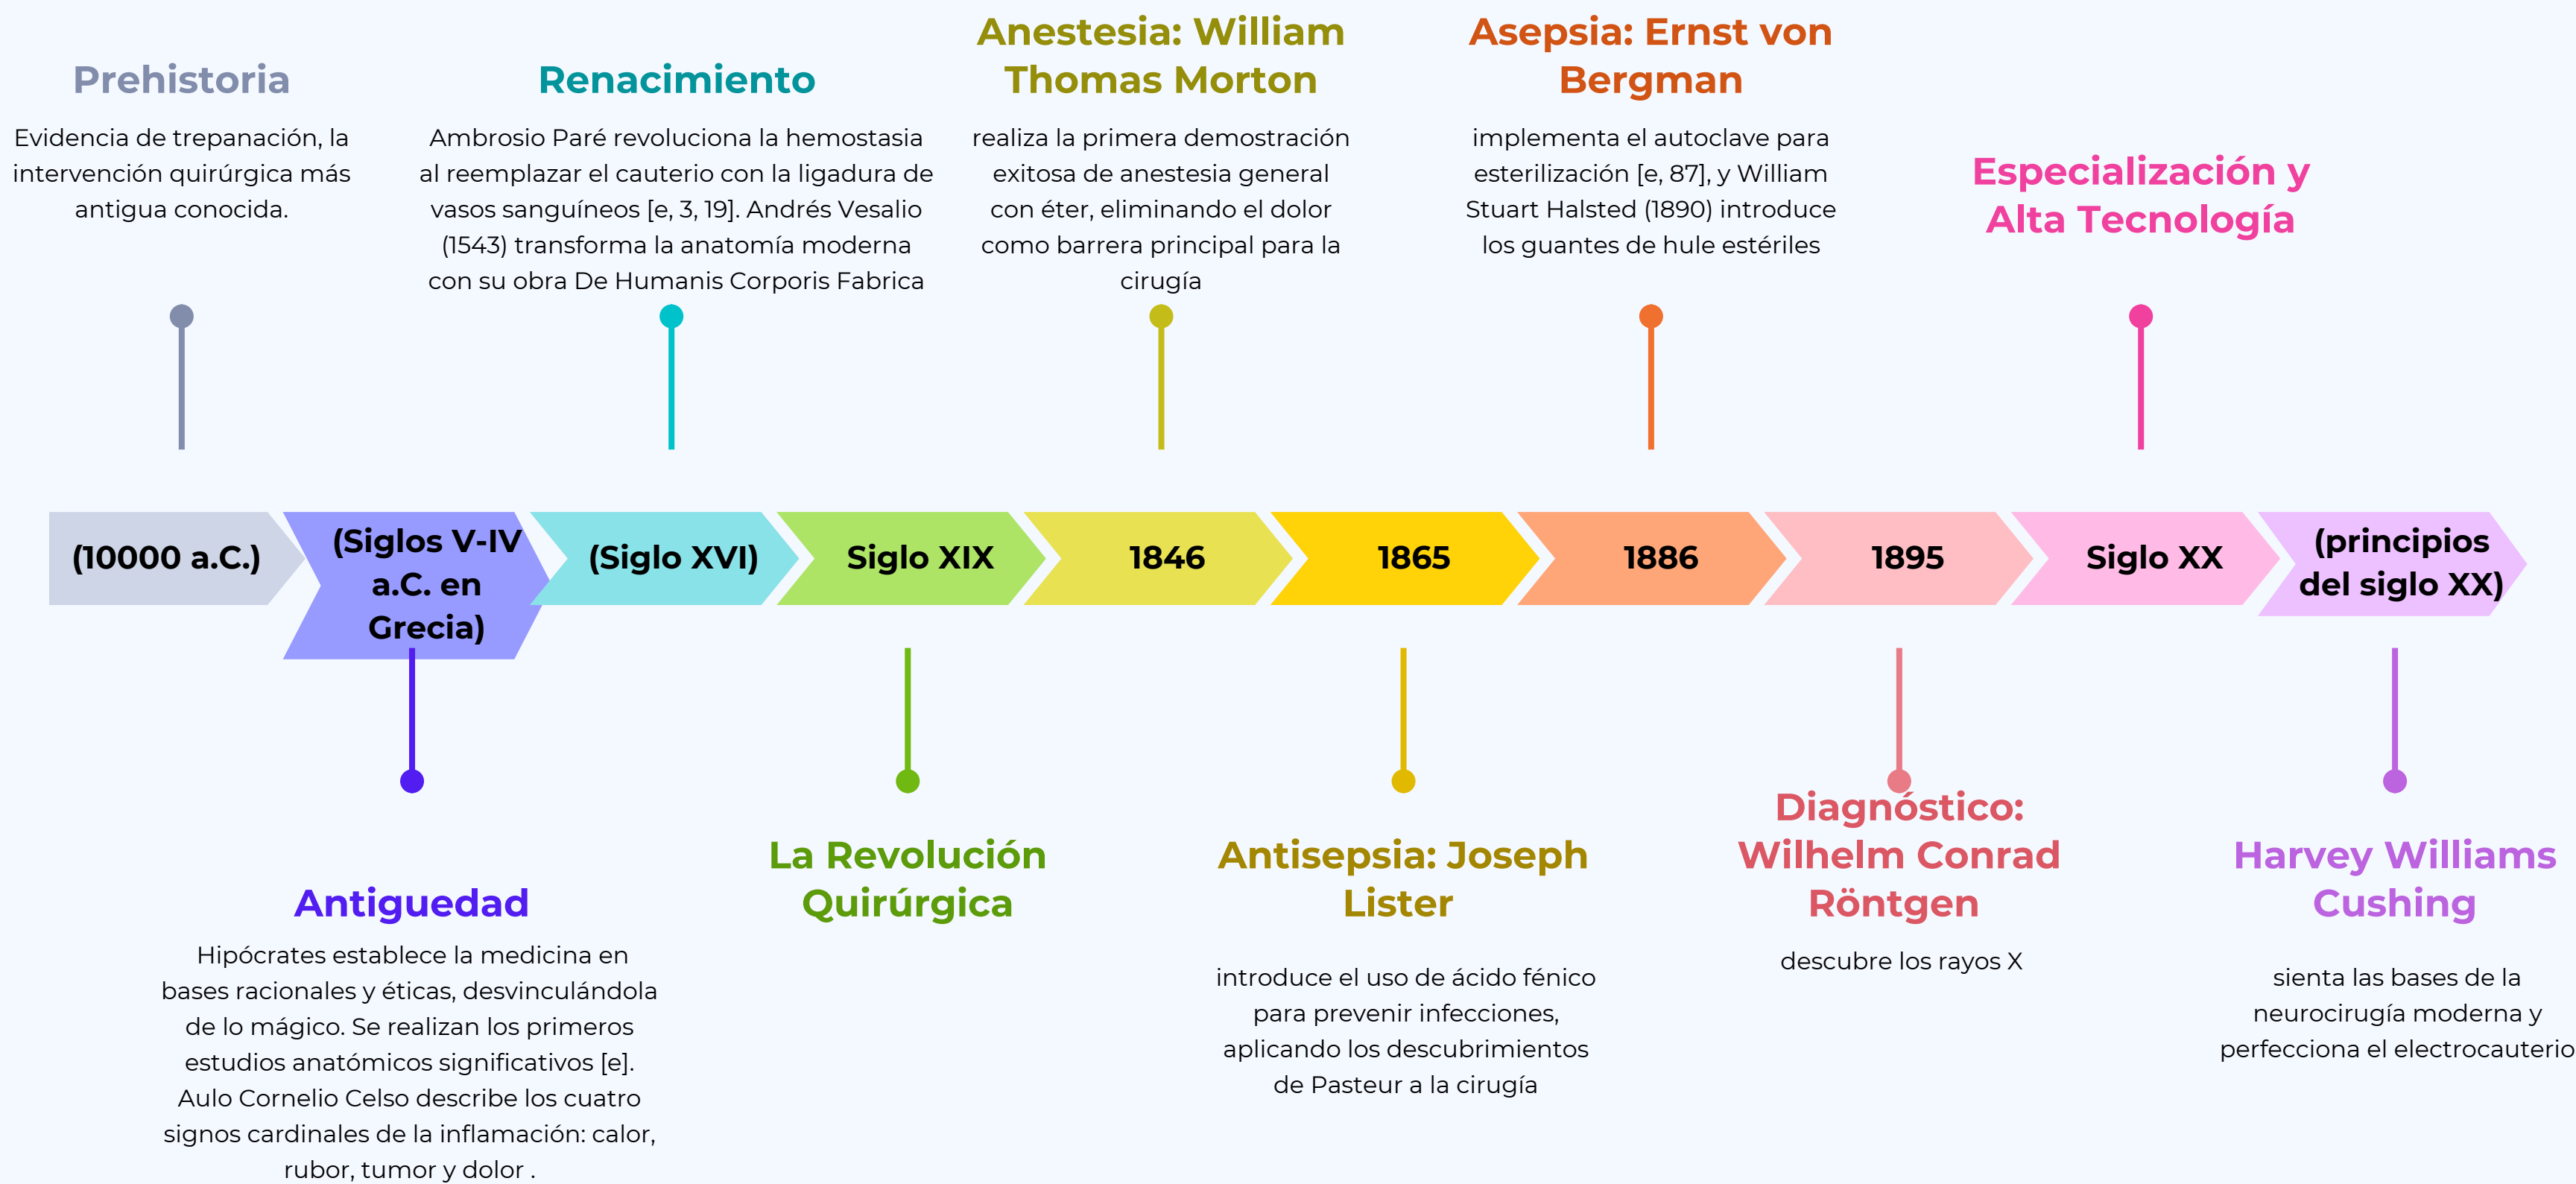 Prehistoria
Evidencia de trepanación, la
intervención quirúrgica más
antigua conocida.
Renacimiento
Ambrosio Paré revoluciona la hemostasia
al reemplazar el cauterio con la ligadura de
vasos sanguíneos [e, 3, 19]. Andrés Vesalio
(1543) transforma la anatomía moderna
con su obra De Humanis Corporis Fabrica
Anestesia: William
Thomas Morton
realiza la primera demostración
exitosa de anestesia general
con éter, eliminando el dolor
como barrera principal para la
cirugía
Asepsia: Ernst von
Bergman
implementa el autoclave para
esterilización [e, 87], y William
Stuart Halsted (1890) introduce
los guantes de hule estériles
Especialización y
Alta Tecnología
(10000 a.C.)
(Siglos V-IV
a.C. en
Grecia)
(Siglo XVI)
Siglo XIX
1846
1865
1886
1895
Siglo XX
(principios
del siglo XX)
Antiguedad
Hipócrates establece la medicina en
bases racionales y éticas, desvinculándola
de lo mágico. Se realizan los primeros
estudios anatómicos significativos [e].
Aulo Cornelio Celso describe los cuatro
signos cardinales de la inflamación: calor,
rubor, tumor y dolor .
La Revolución
Quirúrgica
Antisepsia: Joseph
Lister
introduce el uso de ácido fénico
para prevenir infecciones,
aplicando los descubrimientos
de Pasteur a la cirugía
Diagnóstico:
Wilhelm Conrad
Röntgen
descubre los rayos X
Harvey Williams
Cushing
sienta las bases de la
neurocirugía moderna y
perfecciona el electrocauterio